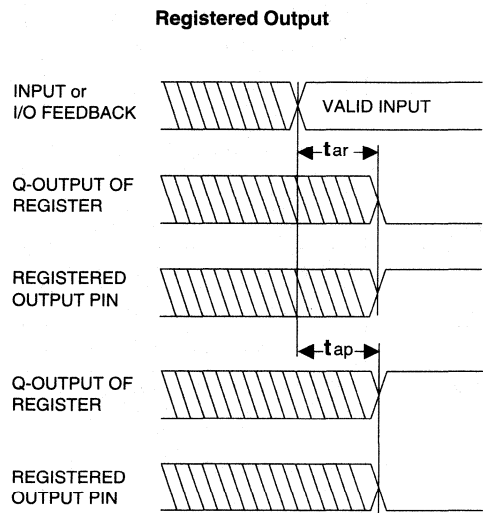 Registered Output
INPUT or
I/O FEEDBACK
VALID INPUT
tar
Q-OUTPUT OF
REGISTER
REGISTERED
OUTPUT PIN
tap
Q-OUTPUT OF
REGISTER
REGISTERED
OUTPUT PIN